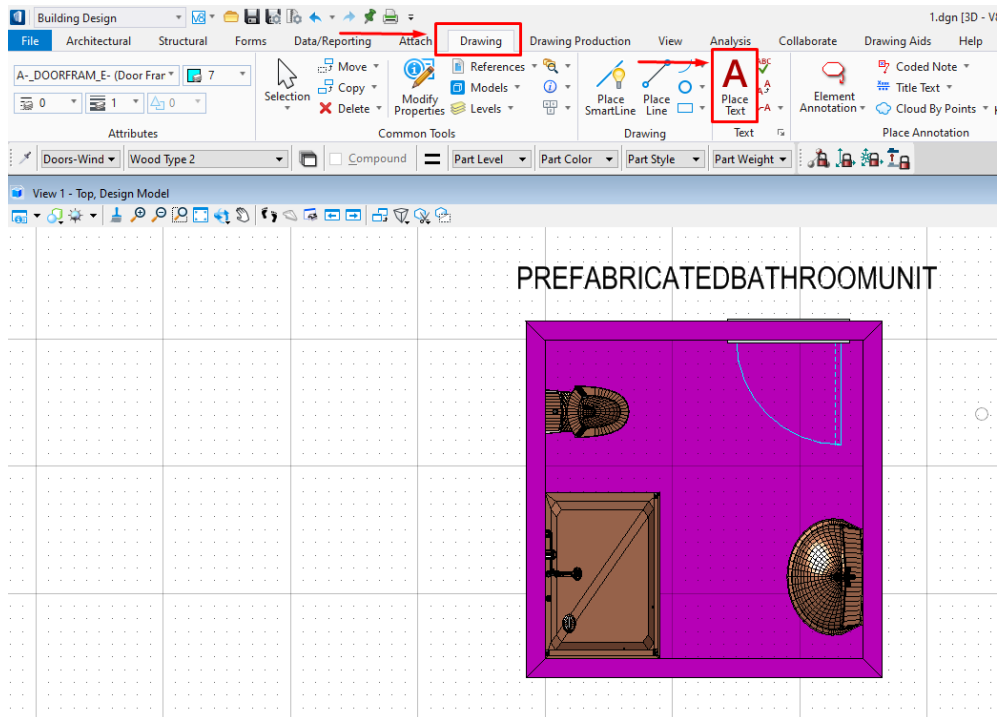 Building Design 1.dgn [3D - V8
File Architectural Structural Forms Data/Reporting Attach Drawing Drawing Production View Analysis Collaborate Drawing Aids Help
A-_DOORFRAM_E- (Door Frar 7
0 1 0
Attributes
Selection
Move
Copy
Delete
Modify Properties
References
Models
Levels
Common Tools
Place SmartLine
Place Line
Drawing
A
Place Text
ABC
A
A
Text
Element Annotation
Coded Note
Title Text
Cloud By Points
Place Annotation
Doors-Wind Wood Type 2 Compound Part Level Part Color Part Style Part Weight
View 1 - Top, Design Model
PREFABRICATEDBATHROOMUNIT